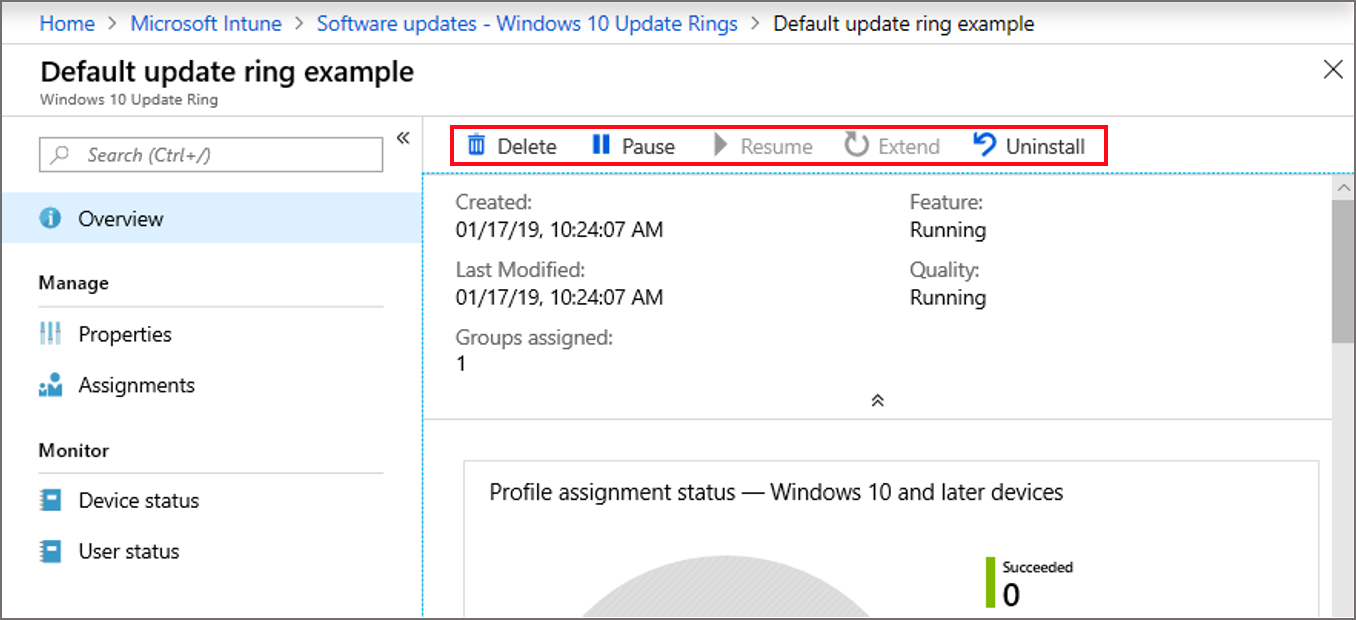 Home > Microsoft Intune > Software updates - Windows 10 Update Rings > Default update ring example
Default update ring example
Windows 10 Update Ring
Search (Ctrl+/)
Overview
Manage
Properties
Assignments
Monitor
Device status
User status
Delete Pause Resume Extend Uninstall
Created:
01/17/19, 10:24:07 AM
Last Modified:
01/17/19, 10:24:07 AM
Groups assigned:
1
Feature:
Running
Quality:
Running
Profile assignment status — Windows 10 and later devices
Succeeded
0